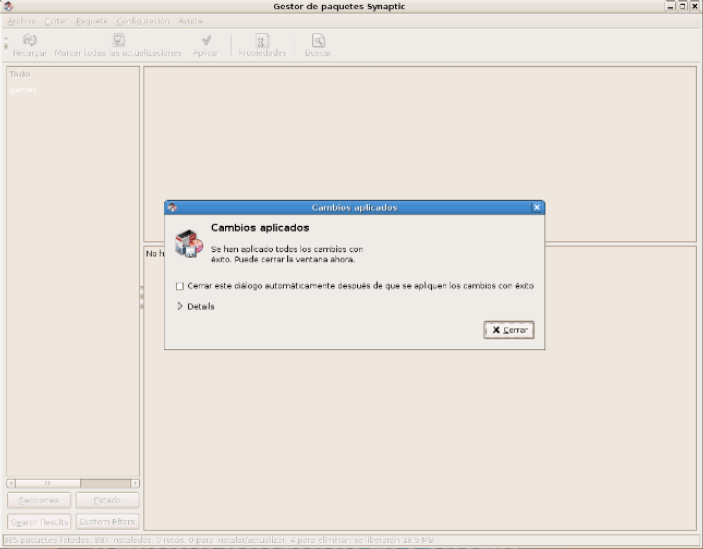 Gestor de paquetes Synaptic
Archivo Editar Paquete Configuración Ayuda
Recargar Marcar todas las actualizaciones Aplicar Propiedades Buscar
Todo
games
Cambios aplicados
Cambios aplicados
Se han aplicado todos los cambios con
éxito. Puede cerrar la ventana ahora.
No h
Cerrar este diálogo automáticamente después de que se apliquen los cambios con éxito
Details
Cerrar
Secciones Estado
Search Results Custom Filters
paquetes listados, 887 instalados, 0 rotos. 0 para instalar/actualizar, 4 para eliminar; se liberarán 18,5 MB